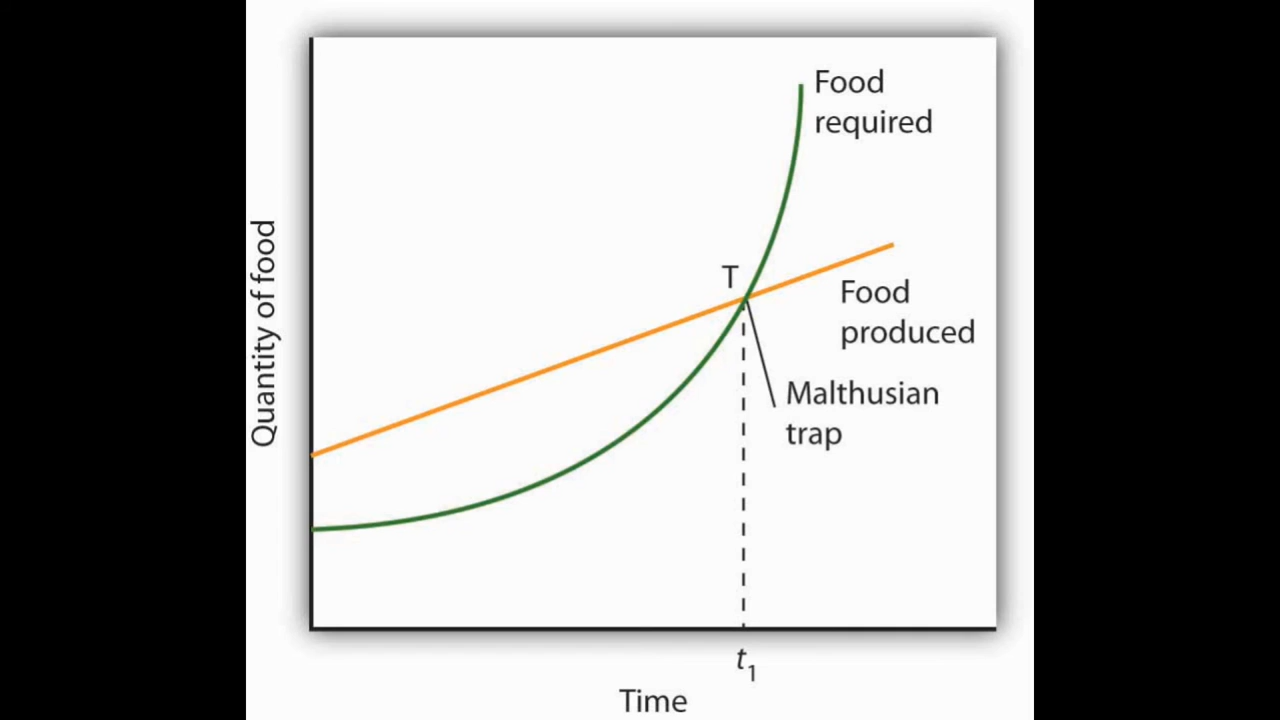 Food
required
Quantity of food
T
Food
produced
Malthusian
trap
t1
Time